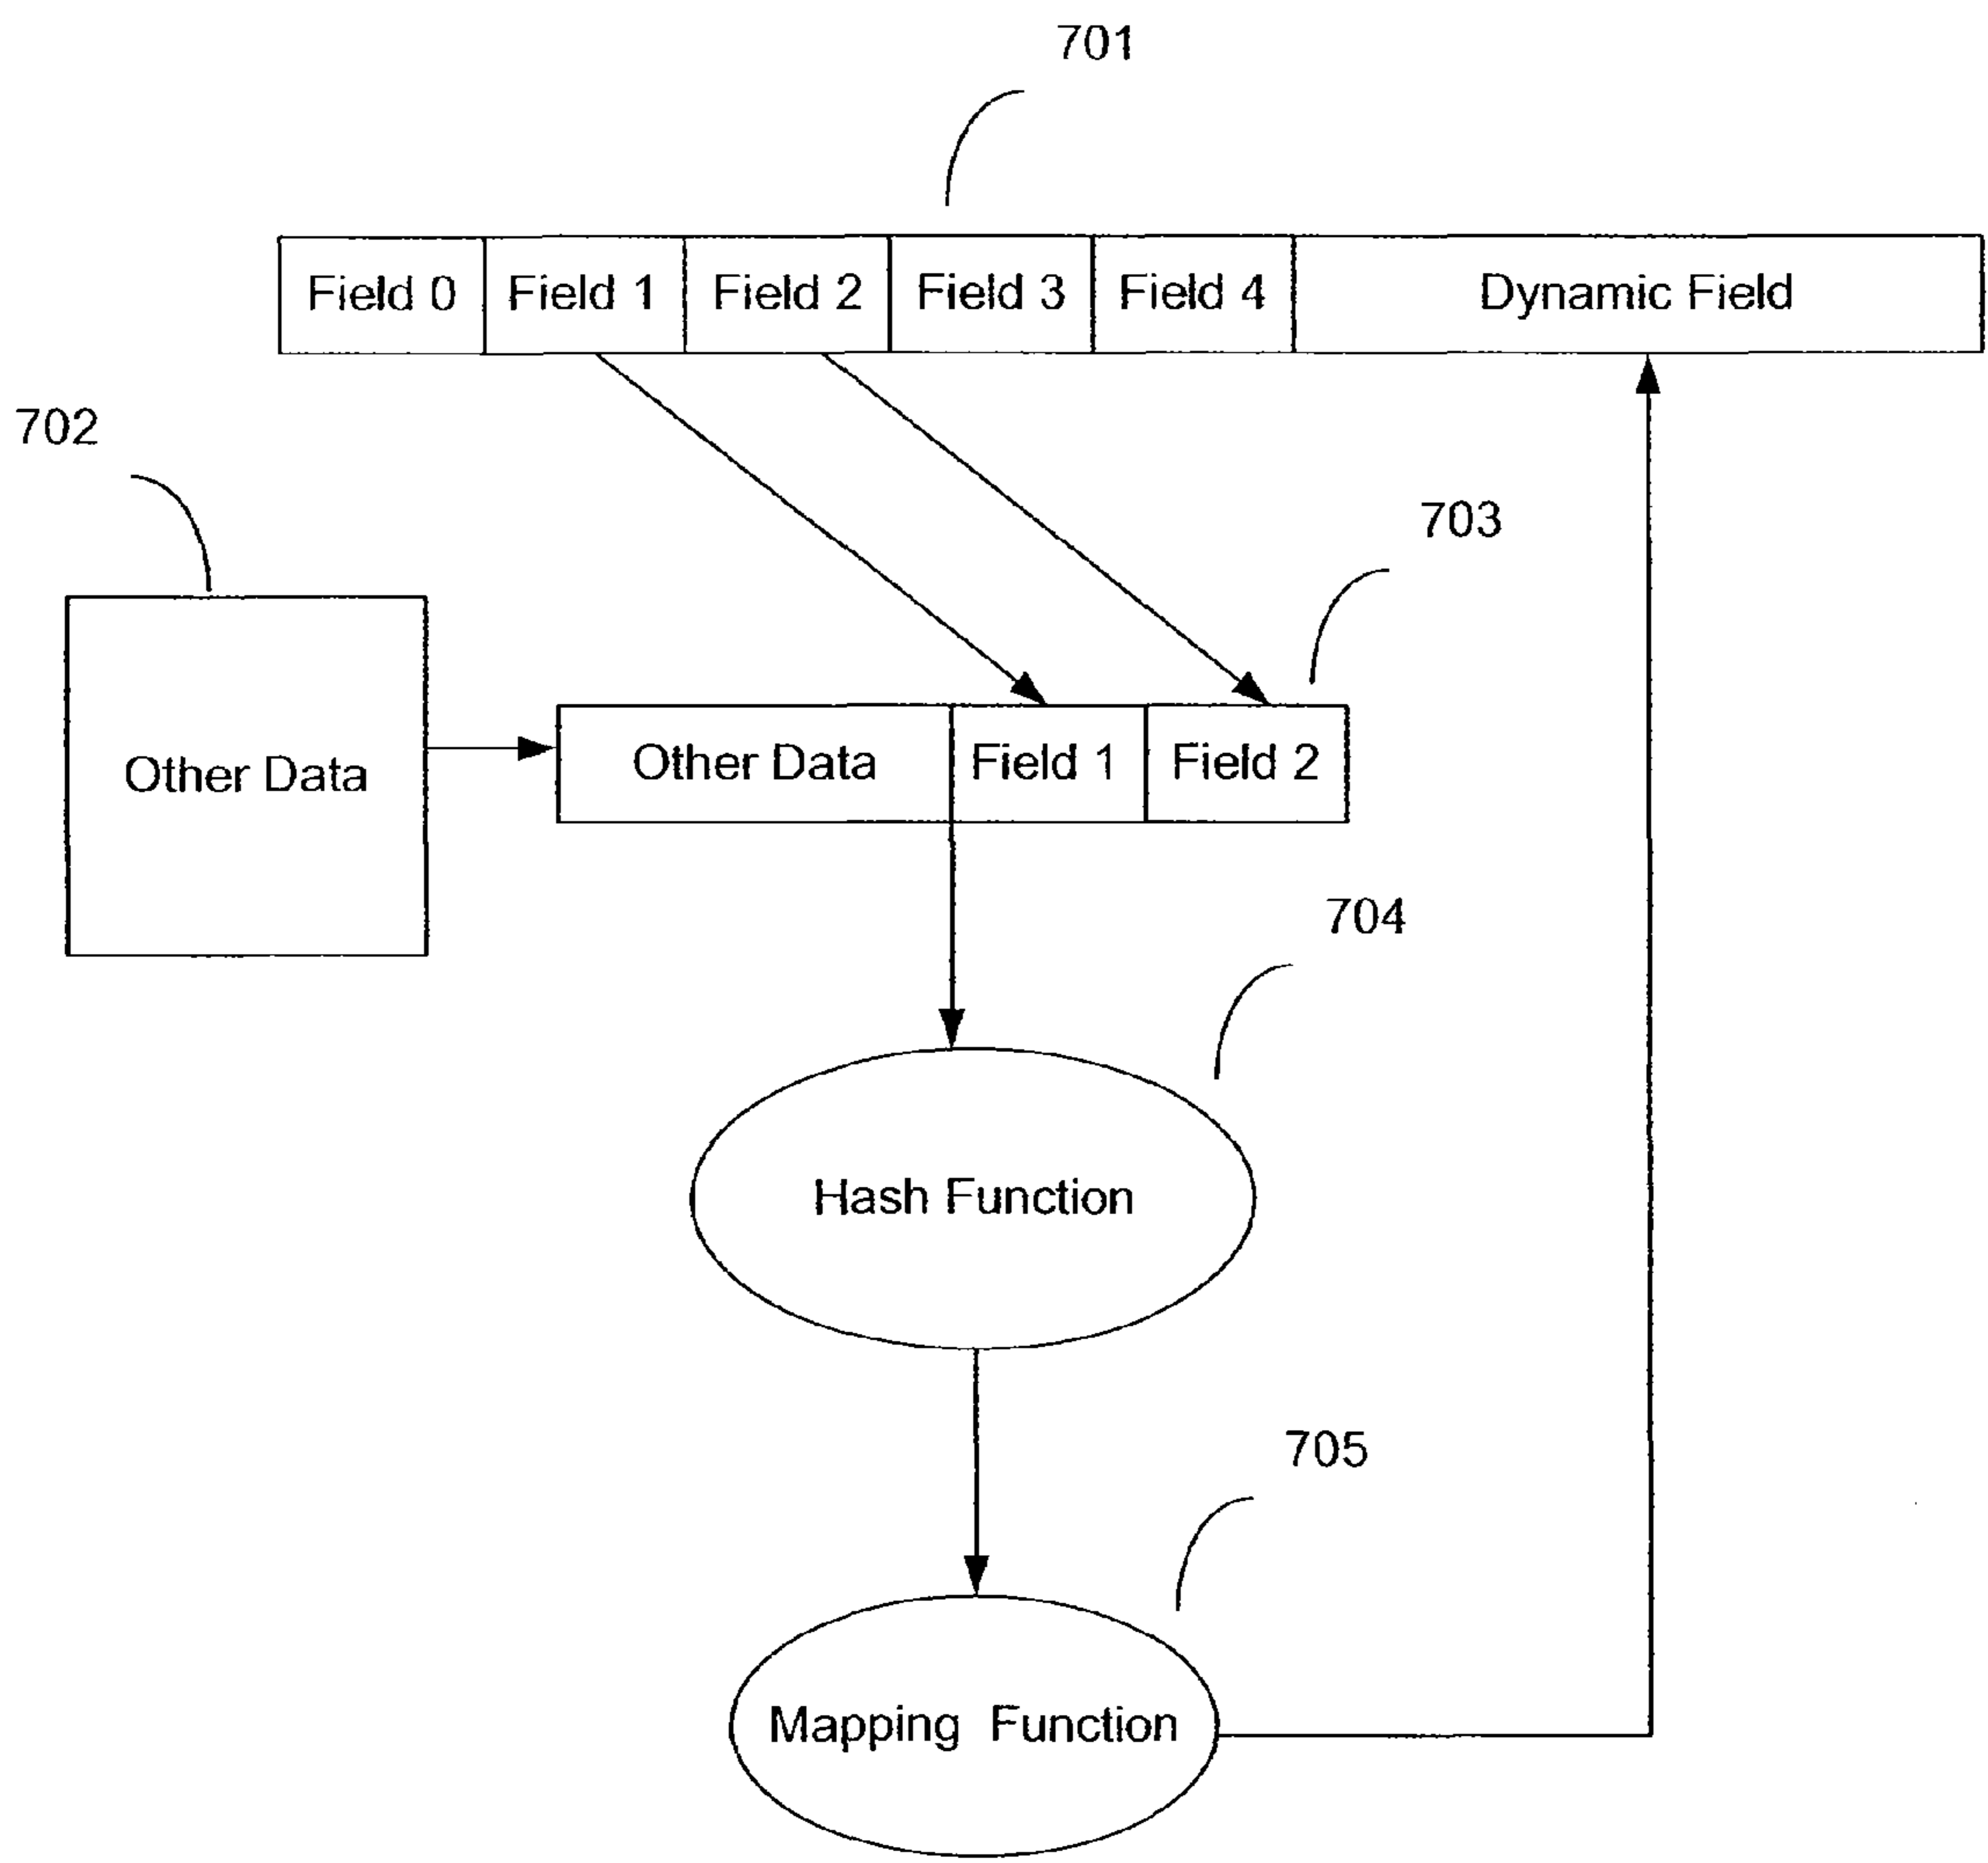 701
Field 0 Field 1 Field 2 Field 3 Field 4 Dynamic Field
702
703
Other Data
Other Data Field 1 Field 2
704
Hash Function
705
Mapping Function